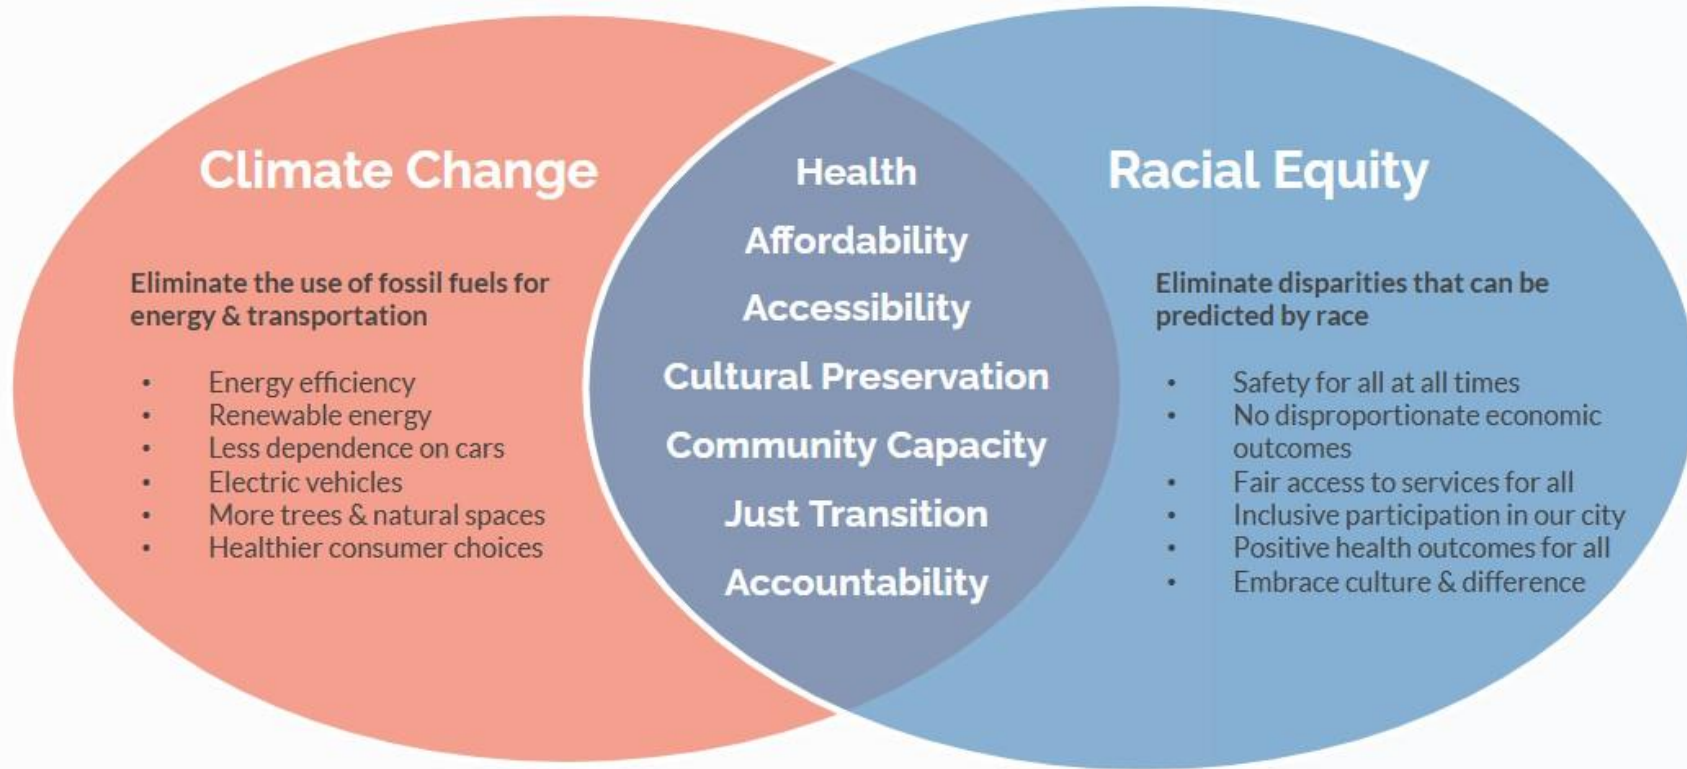 Climate Change
Eliminate the use of fossil fuels for
energy & transportation
• Energy efficiency
• Renewable energy
• Less dependence on cars
• Electric vehicles
• More trees & natural spaces
• Healthier consumer choices
Health
Affordability
Accessibility
Cultural Preservation
Community Capacity
Just Transition
Accountability
Racial Equity
Eliminate disparities that can be
predicted by race
• Safety for all at all times
• No disproportionate economic
outcomes
• Fair access to services for all
• Inclusive participation in our city
• Positive health outcomes for all
• Embrace culture & difference